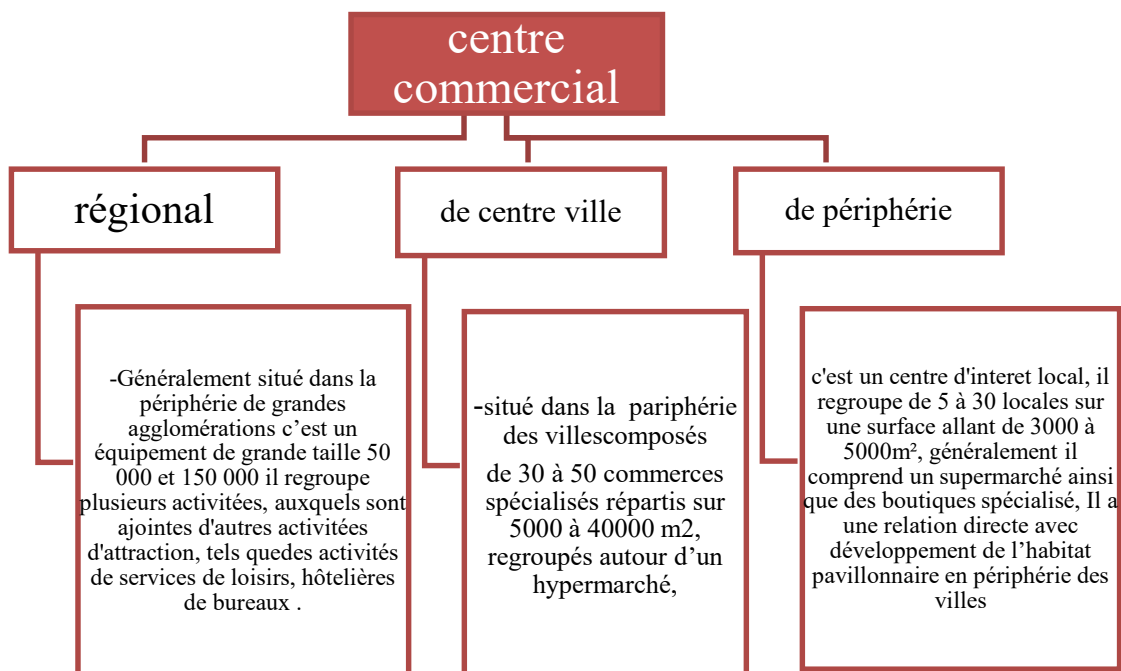 centre
commercial
régional
de centre ville
de périphérie
-Généralement situé dans la
périphérie de grandes
agglomérations c’est un
équipement de grande taille 50
000 et 150 000 il regroupe
plusieurs activitées, auxquels sont
ajointes d'autres activitées
d'attraction, tels quedes activités
de services de loisirs, hôtelières
de bureaux .
-situé dans la pariphérie
des villescomposés
de 30 à 50 commerces
spécialisés répartis sur
5000 à 40000 m2,
regroupés autour d’un
hypermarché,
c'est un centre d'interet local, il
regroupe de 5 à 30 locales sur
une surface allant de 3000 à
5000m², généralement il
comprend un supermarché ainsi
que des boutiques spécialisé, Il a
une relation directe avec
développement de l’habitat
pavillonnaire en périphérie des
villes